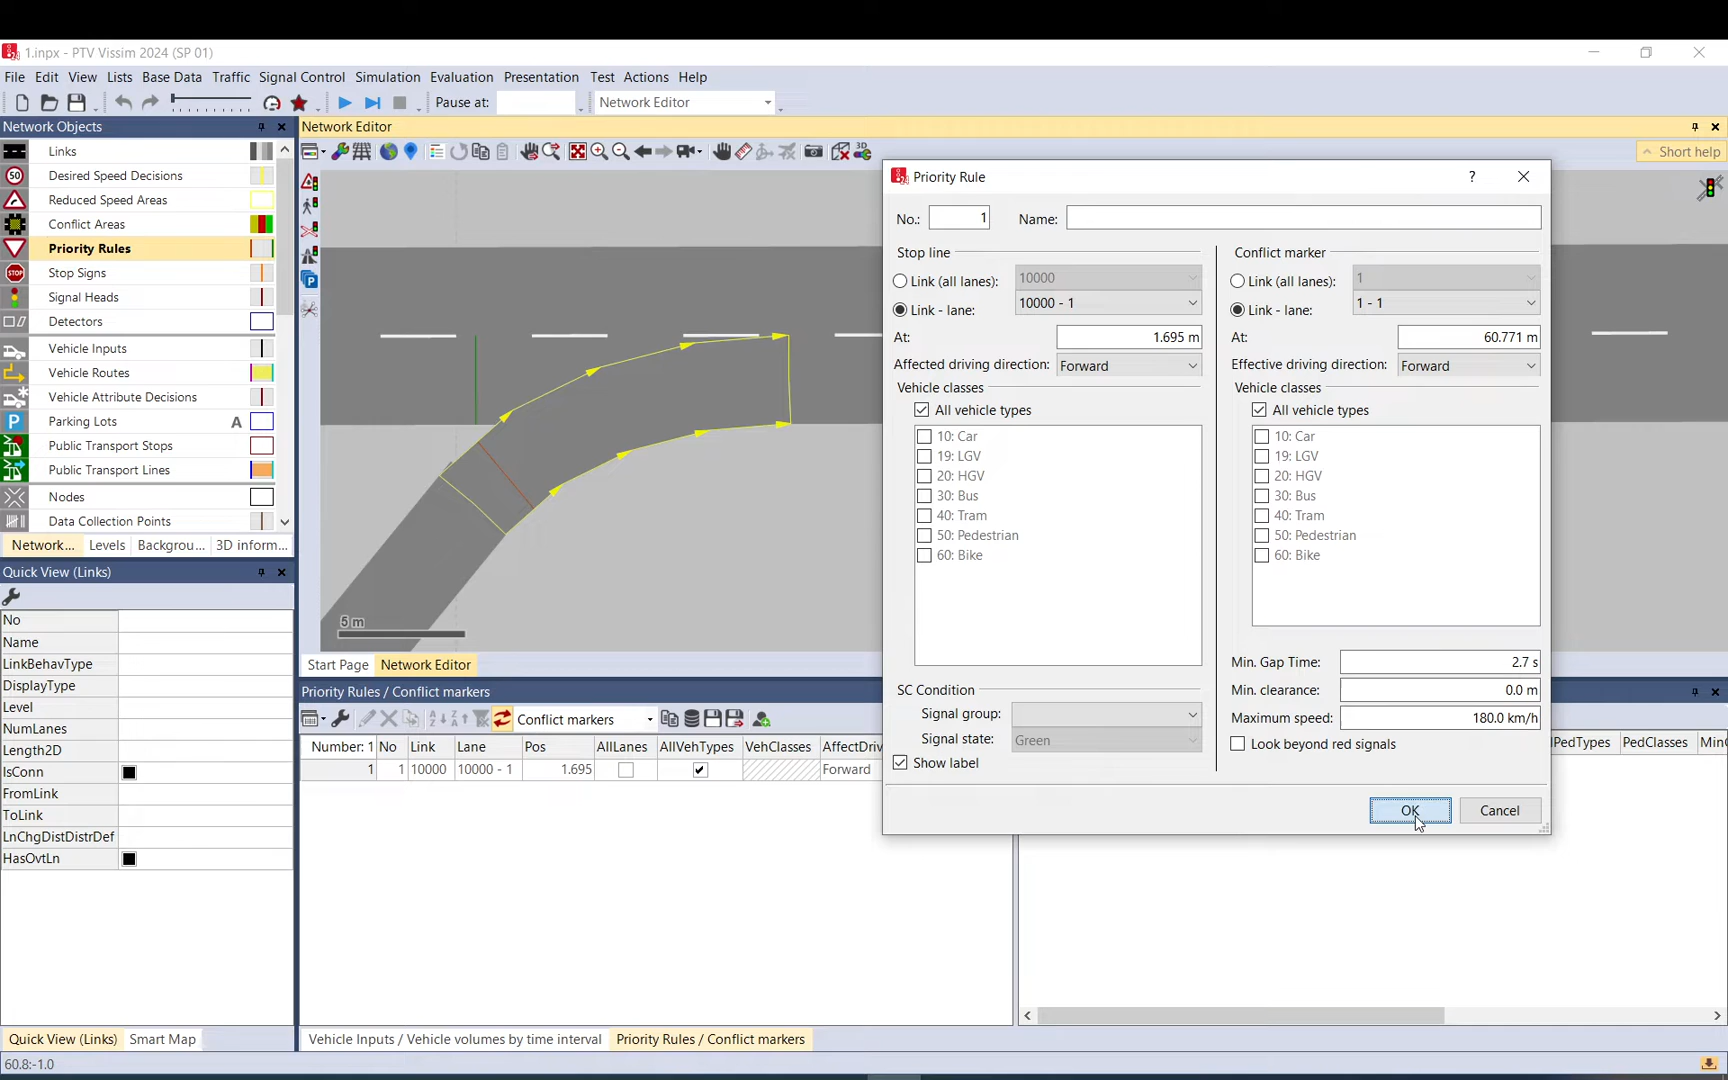 1.inpx - PTV Vissim 2024 (SP 01)
File Edit View Lists Base Data Traffic Signal Control Simulation Evaluation Presentation Test Actions Help
Pause at: Network Editor
Network Objects
Links
50 Desired Speed Decisions
Reduced Speed Areas
Conflict Areas
Priority Rules
STOP Stop Signs
Signal Heads
Detectors
Vehicle Inputs
Vehicle Routes
Vehicle Attribute Decisions
P Parking Lots A
Public Transport Stops
Public Transport Lines
Nodes
Data Collection Points
Network... Levels Backgrou... 3D inform...
Quick View (Links)
No
Name
LinkBehavType
DisplayType
Level
NumLanes
Length2D
IsConn
FromLink
ToLink
LnChgDistDistrDef
HasOvtLn
Quick View (Links) Smart Map
60.8:-1.0
Network Editor
3D
Short help
P
5 m
Start Page Network Editor
Priority Rules / Conflict markers
Conflict markers
Number: 1 No Link Lane Pos AllLanes AllVehTypes VehClasses AffectDriv
1 1 10000 10000 - 1 1.695 Forward
PedTypes PedClasses MinG
Vehicle Inputs / Vehicle volumes by time interval Priority Rules / Conflict markers
Priority Rule ?
No.: 1 Name:
Stop line
Link (all lanes): 10000
Link - lane: 10000 - 1
At: 1.695 m
Affected driving direction: Forward
Vehicle classes
All vehicle types
10: Car
19: LGV
20: HGV
30: Bus
40: Tram
50: Pedestrian
60: Bike
SC Condition
Signal group:
Signal state: Green
Show label
Conflict marker
Link (all lanes): 1
Link - lane: 1 - 1
At: 60.771 m
Effective driving direction: Forward
Vehicle classes
All vehicle types
10: Car
19: LGV
20: HGV
30: Bus
40: Tram
50: Pedestrian
60: Bike
Min. Gap Time: 2.7 s
Min. clearance: 0.0 m
Maximum speed: 180.0 km/h
Look beyond red signals
OK Cancel